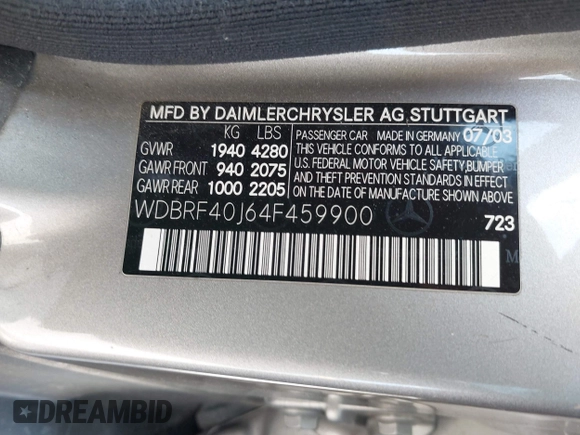 MFD BY DAIMLERCHRYSLER AG,STUTTGART
KG LBS
GVWR 1940 4280
GAWR FRONT 940 2075
GAWR REAR 1000 2205
PASSENGER CAR MADE IN GERMANY 07/03
THIS VEHICLE CONFORMS TO ALL APPLICABLE
U.S. FEDERAL MOTOR VEHICLE SAFETY,BUMPER
AND THEFT PREVENTION STANDARDS IN EFFECT
ON THE DATE OF MANUFACTURE SHOWN ABOVE.
WDBRF40J64F459900
723
M
DREAMBID